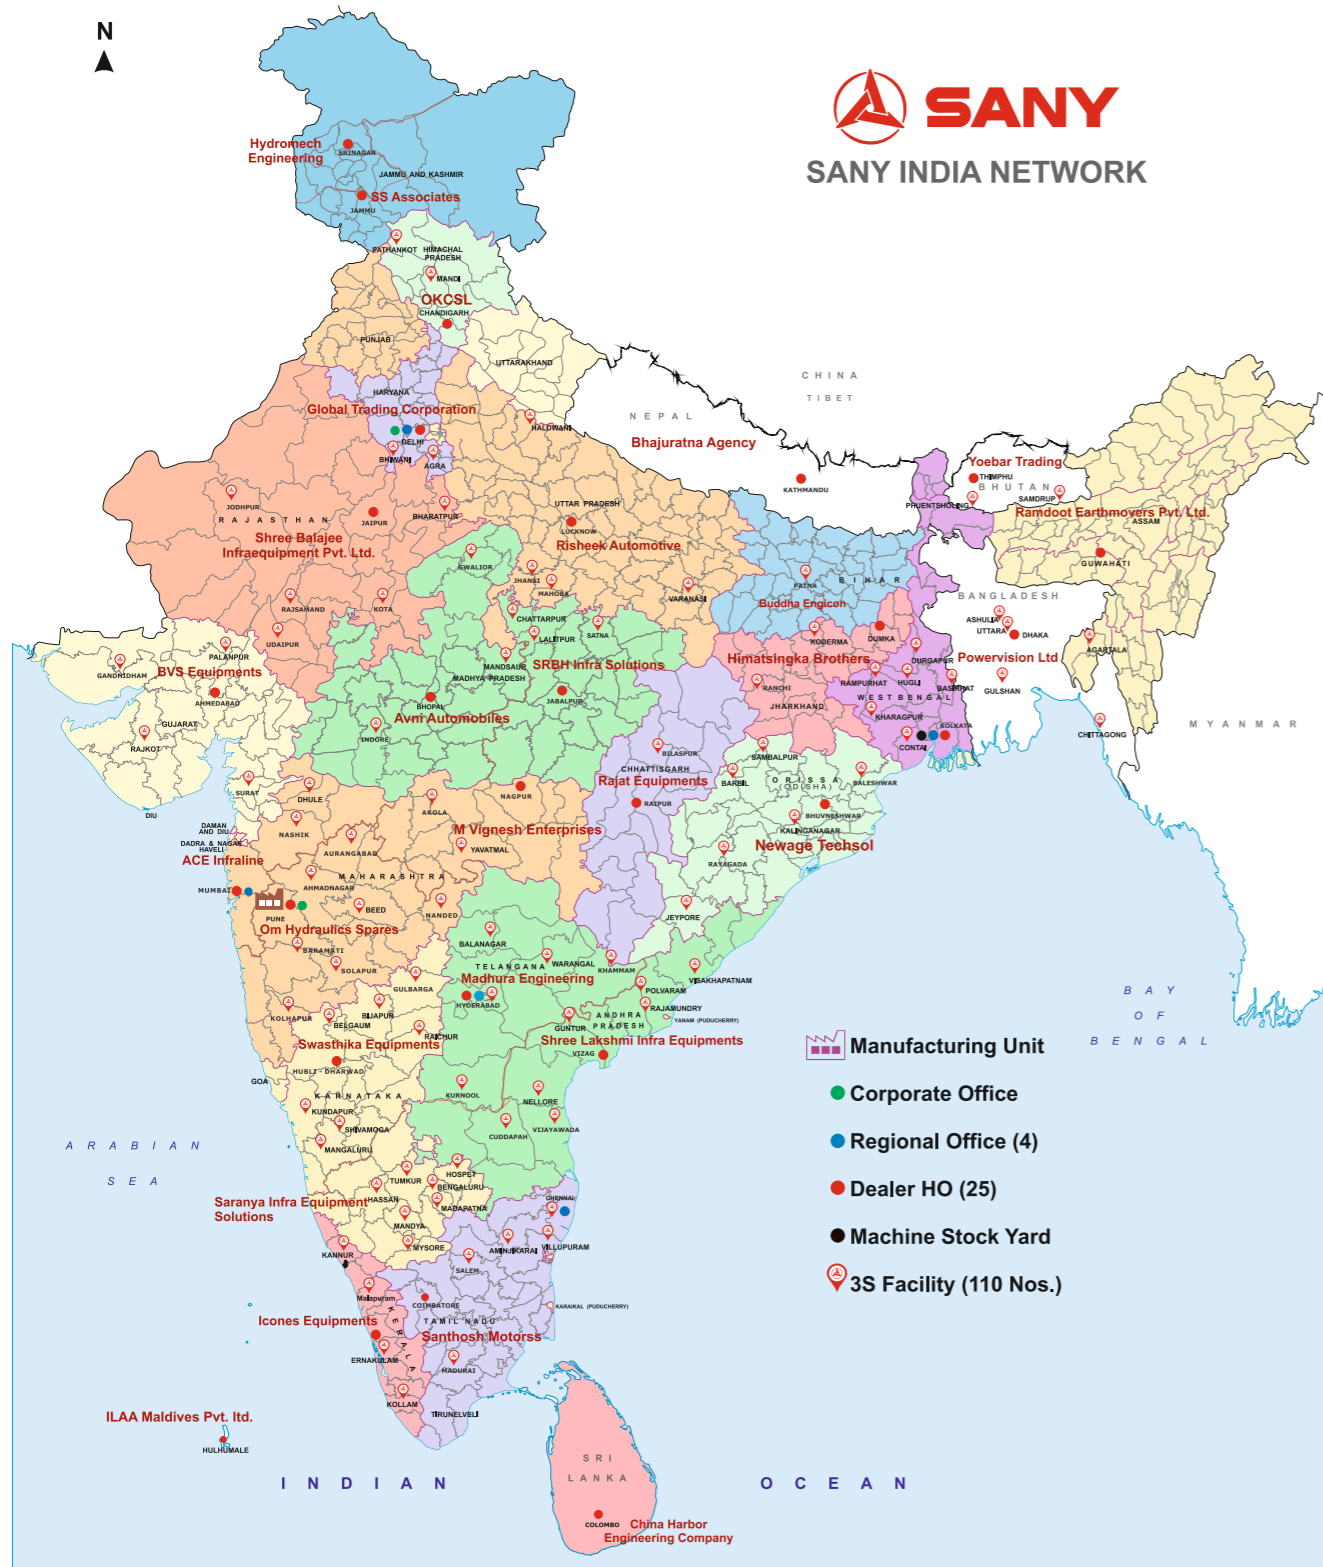 N
SANY
SANY INDIA NETWORK
Hydromech
Engineering
SRINAGAR
JAMMU AND KASHMIR
SS Associates
JAMMU
PATHANKOT
HIMACHAL
PRADESH
MANDI
OKCSL
CHANDIGARH
PUNJAB
UTTARAKHAND
HARYANA
Global Trading Corporation
DELHI
BHIWANI
AGRA
HALDWANI
CHINA
TIBET
NEPAL
Bhajuratna Agency
KATHMANDU
Yoebar Trading
THIMPHU
BHUTAN
PHUENTSHOLING
SAMDRUP
Ramdoot Earthmovers Pvt. Ltd.
ASSAM
GUWAHATI
JODHPUR
RAJASTHAN
JAIPUR
BHARATPUR
Shree Balajee
Infraequipment Pvt. Ltd.
UTTAR PRADESH
LUCKNOW
Risheek Automotive
GWALIOR
JHANSI
MAHOBA
VARANASI
PATNA
BIHAR
Buddha Engicon
BANGLADESH
ASHULIA
UTTARA
DHAKA
Powervision Ltd
GULSHAN
AGARTALA
CHITTAGONG
MYANMAR
RAJSAMAND
KOTA
UDAIPUR
CHATTARPUR
LALITPUR
SATNA
KODERMA
DUMKA
DURGAPUR
PALANPUR
GANDHIDHAM
BVS Equipments
AHMEDABAD
GUJARAT
RAJKOT
MANDSAUR
SRBH Infra Solutions
MADHYA PRADESH
BHOPAL
JABALPUR
Avni Automobiles
INDORE
Himatsingka Brothers
RAMPURHAT
HUGLI
BASIRHAT
RANCHI
WEST BENGAL
JHARKHAND
KHARAGPUR
KOLKATA
CONTAI
SURAT
DIU
DAMAN
AND DIU
DADRA & NAGAR
HAVELI
DHULE
NASHIK
AKOLA
NAGPUR
BILASPUR
CHHATTISGARH
Rajat Equipments
RAIPUR
SAMBALPUR
BARBIL
ORISSA
(ODISHA)
BALESHWAR
BHUVNESHWAR
KALINGANAGAR
Newage Techsol
RAYAGADA
JEYPORE
M Vignesh Enterprises
YAVATMAL
AURANGABAD
ACE Infraline
MAHARASHTRA
AHMADNAGAR
MUMBAI
BEED
NANDED
PUNE
Om Hydraulics Spares
BARAMATI
SOLAPUR
GULBARGA
KOLHAPUR
BIJAPUR
BELGAUM
RAICHUR
BALANAGAR
TELANGANA
WARANGAL
KHAMMAM
Madhura Engineering
HYDERABAD
POLVARAM
VISAKHAPATNAM
RAJAMUNDRY
YANAM (PUDUCHERRY)
GUNTUR
ANDHRA
PRADESH
Shree Lakshmi Infra Equipments
VIZAG
Swasthika Equipments
HUBLI - DHARWAD
GOA
KARNATAKA
KUNDAPUR
SHIVAMOGA
MANGALURU
KURNOOL
NELLORE
CUDDAPAH
VIJAYAWADA
HOSPET
TUMKUR
BENGALURU
HASSAN
MADAPATNA
MANDYA
MYSORE
Saranya Infra Equipment
Solutions
KANNUR
Malapuram
KERALA
CHENNAI
AMINJIKARAI
VILLUPURAM
SALEM
COIMBATORE
TAMIL NADU
KARAIKAL (PUDUCHERRY)
Icones Equipments
Santhosh Motorss
ERNAKULAM
MADURAI
KOLLAM
TIRUNELVELI
ILAA Maldives Pvt. ltd.
HULHUMALE
ARABIAN
SEA
BAY
OF
BENGAL
INDIAN OCEAN
SRI
LANKA
COLOMBO
China Harbor
Engineering Company
Manufacturing Unit
Corporate Office
Regional Office (4)
Dealer HO (25)
Machine Stock Yard
3S Facility (110 Nos.)